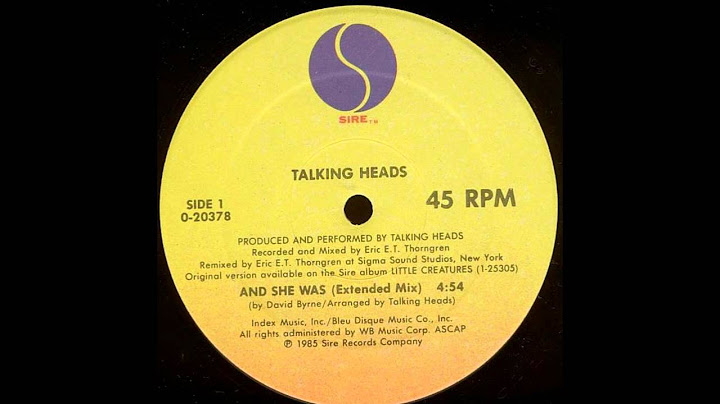 SIRE TM
TALKING HEADS
SIDE 1
0-20378
45 RPM
PRODUCED AND PERFORMED BY TALKING HEADS
Recorded and Mixed by Eric E.T. Thorngren
Remixed by Eric E.T. Thorngren at Sigma Sound Studios, New York
Original version available on the Sire album LITTLE CREATURES (1-25305)
AND SHE WAS (Extended Mix) 4:54
(by David Byrne/Arranged by Talking Heads)
Index Music, Inc./Bleu Disque Music Co., Inc.
All rights administered by WB Music Corp. ASCAP
℗ 1985 Sire Records Company